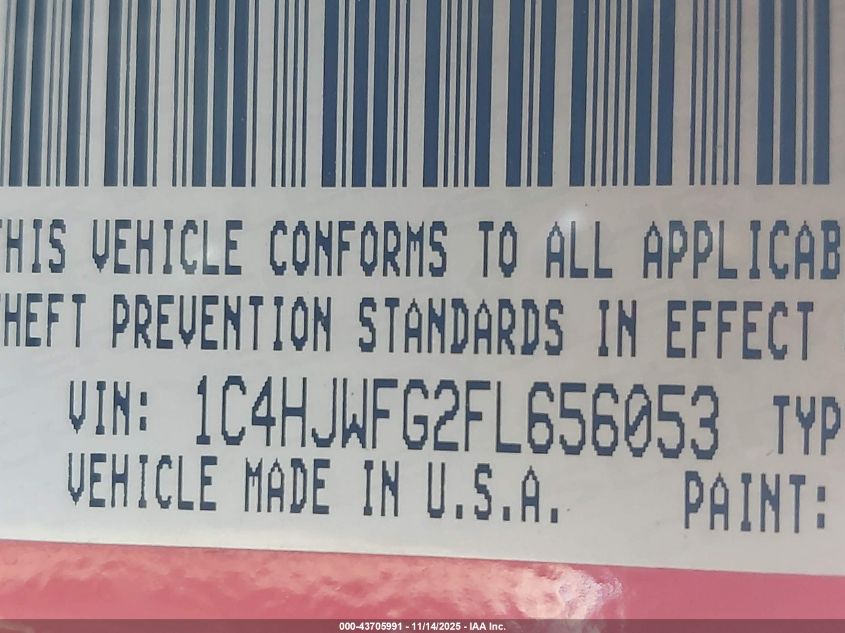 THIS VEHICLE CONFORMS TO ALL APPLICAB
THEFT PREVENTION STANDARDS IN EFFECT
VIN: 1C4HJWFG2FL656053 TYP
VEHICLE MADE IN U.S.A. PAINT:
000-43705991 - 11/14/2025 - IAA Inc.